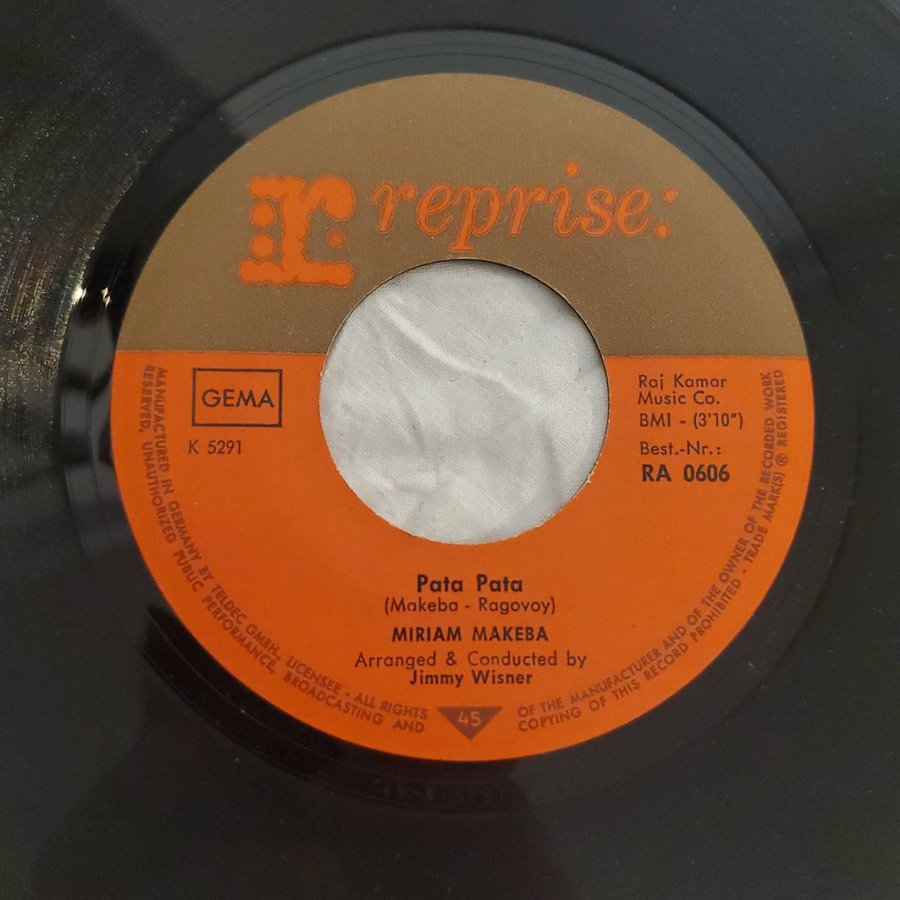 r reprise:
GEMA
K 5291
Raj Kamar
Music Co.
BMI - (3'10")
Best.-Nr.:
RA 0606
Pata Pata
(Makeba - Ragovoy)
MIRIAM MAKEBA
Arranged & Conducted by
Jimmy Wisner
45
MANUFACTURED IN GERMANY BY TELDEC GMBH., LICENSEE · ALL RIGHTS OF THE MANUFACTURER AND OF THE OWNER OF THE RECORDED WORK
RESERVED, UNAUTHORIZED PUBLIC PERFORMANCE, BROADCASTING AND COPYING OF THIS RECORD PROHIBITED · TRADE MARK(S) ® REGISTERED